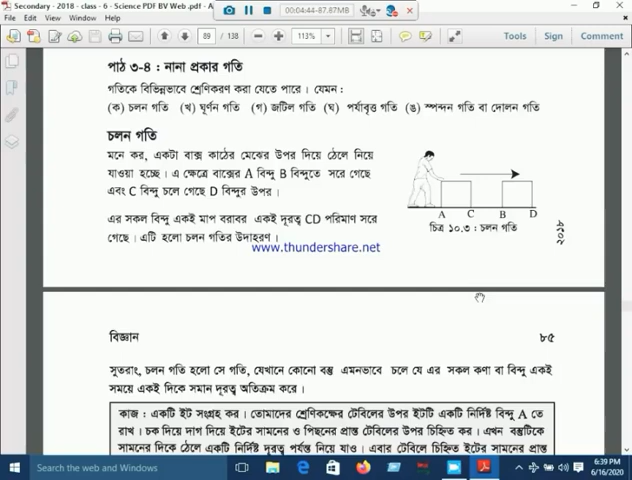 Secondary - 2018 - class - 6 - Science PDF BV Web.pdf - Ad
00:04:44-87.87MB
File Edit View Window Help
89 / 138
113%
Tools Sign Comment
পাঠ ৩-৪ : নানা প্রকার গতি
গতিকে বিভিন্নভাবে শ্রেণিকরণ করা যেতে পারে। যেমন :
(ক) চলন গতি (খ) ঘূর্ণন গতি (গ) জটিল গতি (ঘ) পর্যাবৃত্ত গতি (ঙ) স্পন্দন গতি বা দোলন গতি
চলন গতি
মনে কর, একটা বাক্স কাঠের মেঝের উপর দিয়ে ঠেলে নিয়ে
যাওয়া হচ্ছে। এ ক্ষেত্রে বাক্সের A বিন্দু B বিন্দুতে সরে গেছে
এবং C বিন্দু চলে গেছে D বিন্দুর উপর।
এর সকল বিন্দু একই মাপ বরাবর একই দূরত্ব CD পরিমাণ সরে
গেছে। এটি হলো চলন গতির উদাহরণ।
A C B D
চিত্র ১০.৩ : চলন গতি
২০১৮
www.thundershare.net
বিজ্ঞান
৮৫
সুতরাং, চলন গতি হলো সে গতি, যেখানে কোনো বস্তু এমনভাবে চলে যে এর সকল কণা বা বিন্দু একই
সময়ে একই দিকে সমান দূরত্ব অতিক্রম করে।
কাজ : একটি ইট সংগ্রহ কর। তোমাদের শ্রেণিকক্ষের টেবিলের উপর ইটটি একটি নির্দিষ্ট বিন্দু A তে
রাখ। চক দিয়ে দাগ দিয়ে ইটের সামনের ও পিছনের প্রান্ত টেবিলের উপর চিহ্নিত কর। এখন বস্তুটিকে
সামনের দিকে ঠেলে একটি নির্দিষ্ট দূরত্ব পর্যন্ত নিয়ে যাও। এবার টেবিলে চিহ্নিত ইটের সামনের প্রান্ত
Search the web and Windows
6:39 PM
6/16/2020